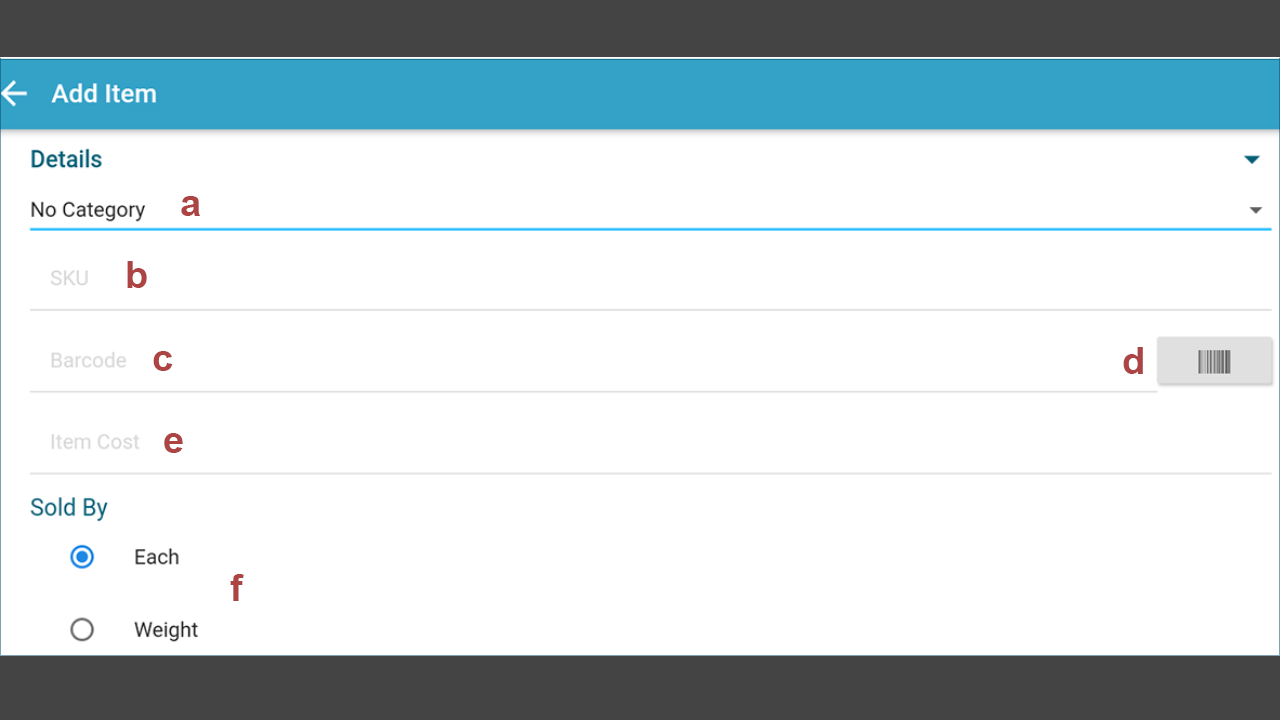 Add Item
Details
No Category a
SKU b
Barcode c d
Item Cost e
Sold By
Each
f
Weight